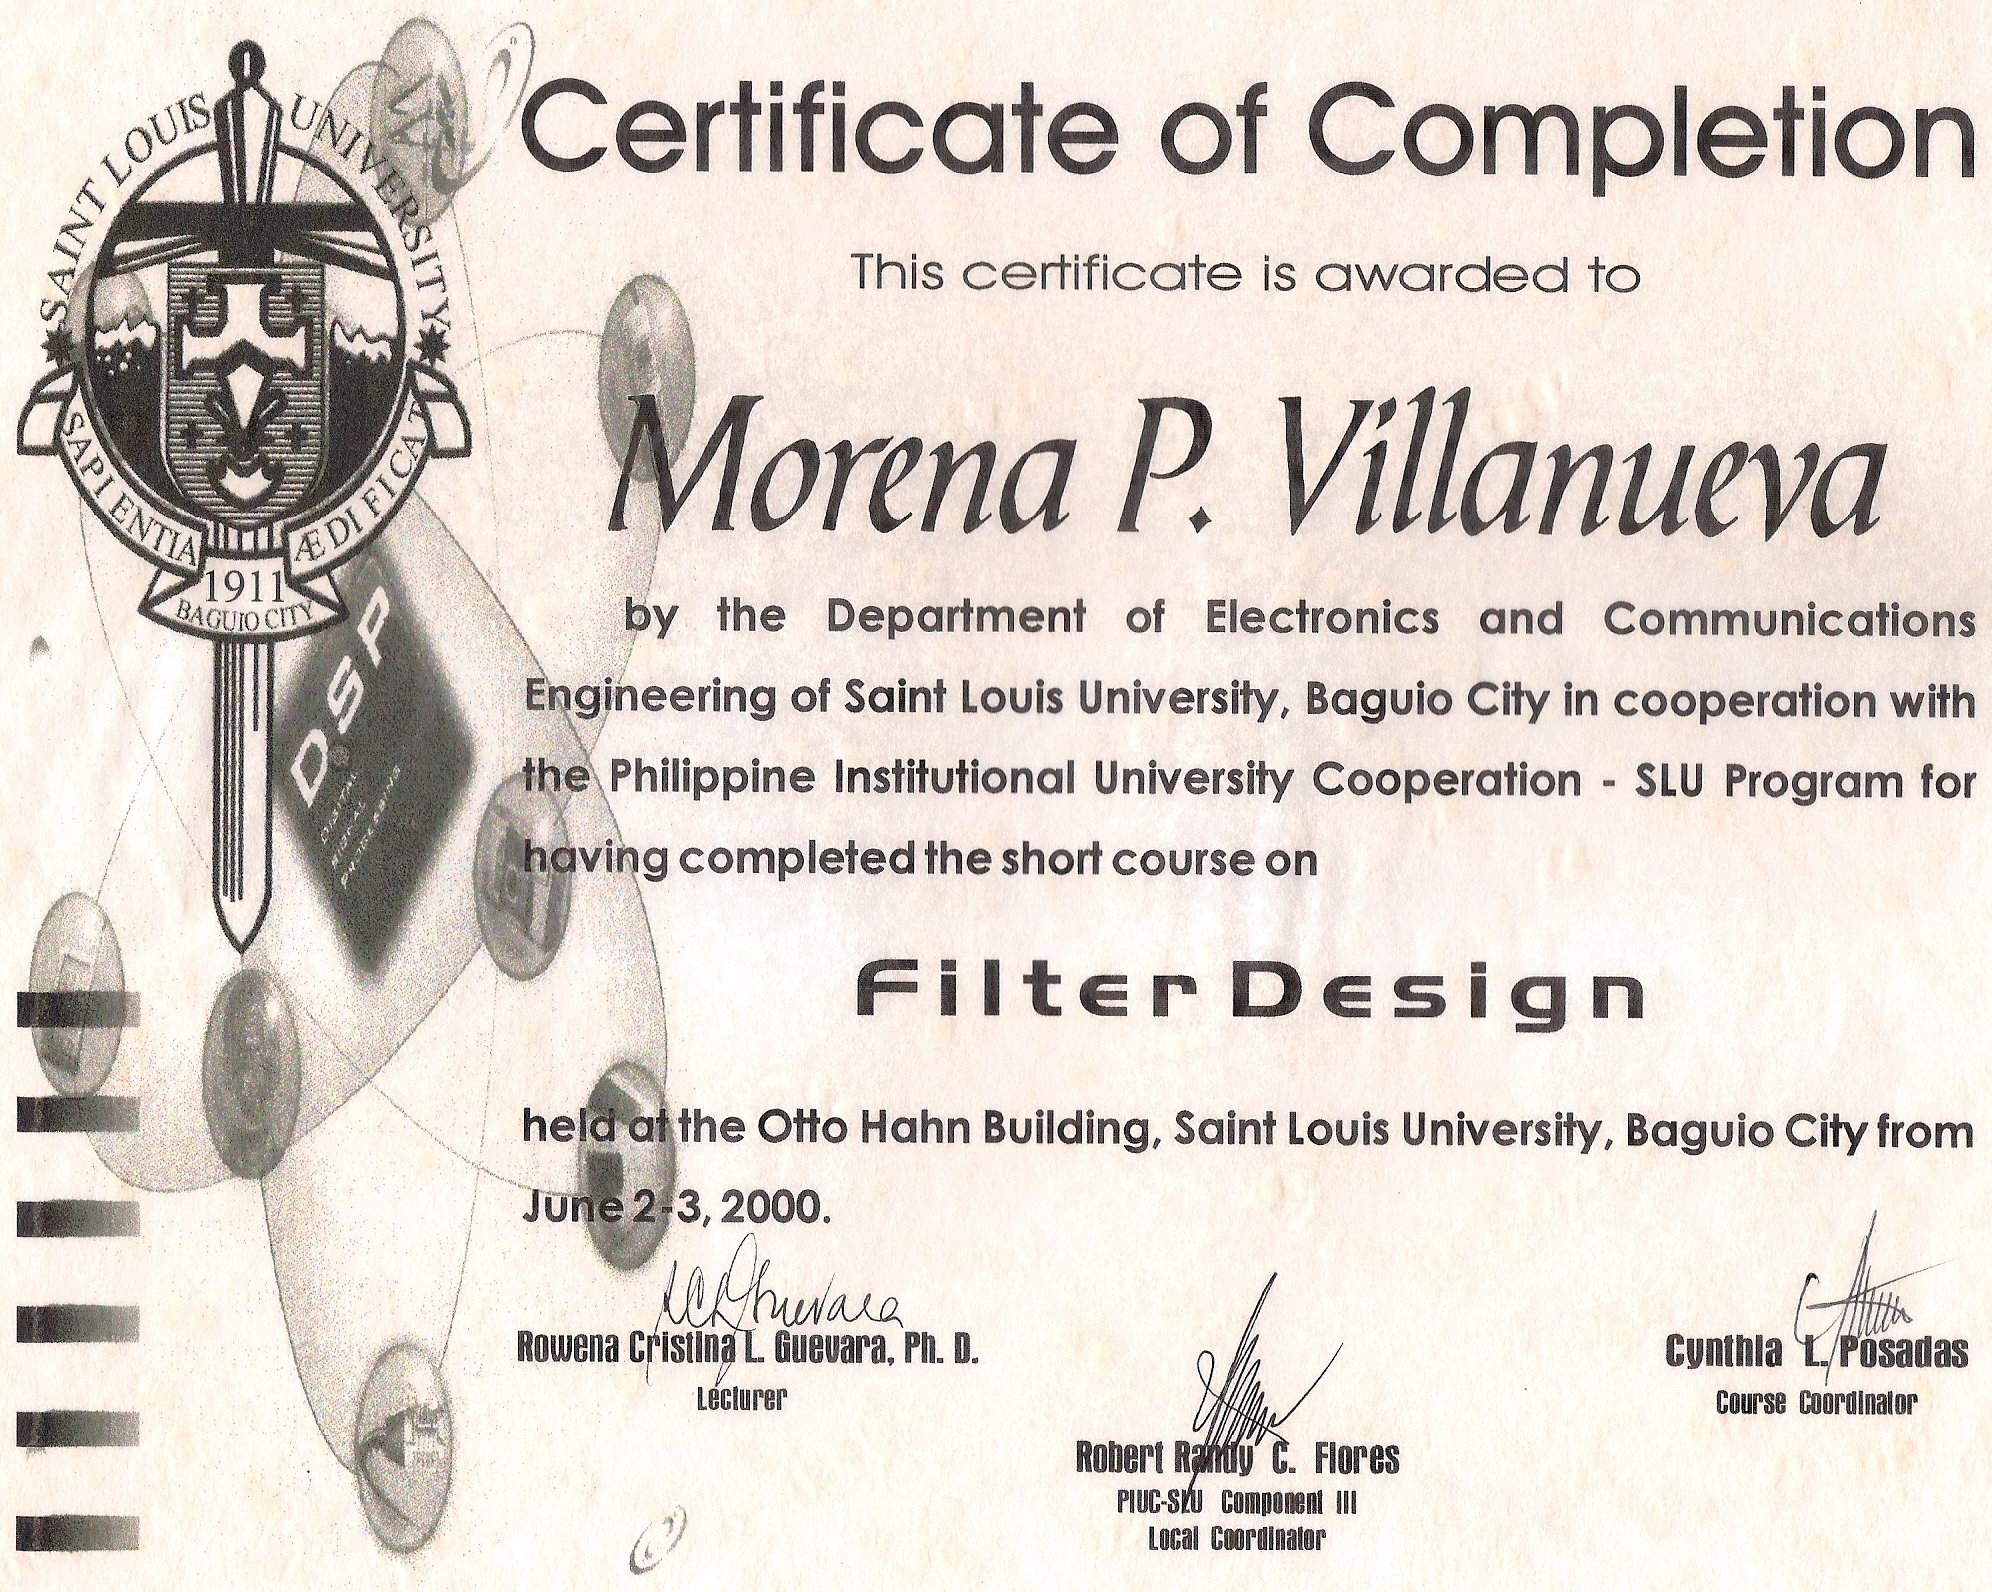 SAINT LOUIS UNIVERSITY
SAPIENTIA ÆDIFICAT
1911
BAGUIO CITY
DSP
DIGITAL
SIGNAL
PROCESSING
Certificate of Completion
This certificate is awarded to
Morena P. Villanueva
by the Department of Electronics and Communications
Engineering of Saint Louis University, Baguio City in cooperation with
the Philippine Institutional University Cooperation - SLU Program for
having completed the short course on
Filter Design
held at the Otto Hahn Building, Saint Louis University, Baguio City from
June 2-3, 2000.
Rowena Cristina L. Guevara, Ph. D.
Lecturer
Robert Randy C. Flores
PIUC-SLU Component III
Local Coordinator
Cynthia L. Posadas
Course Coordinator